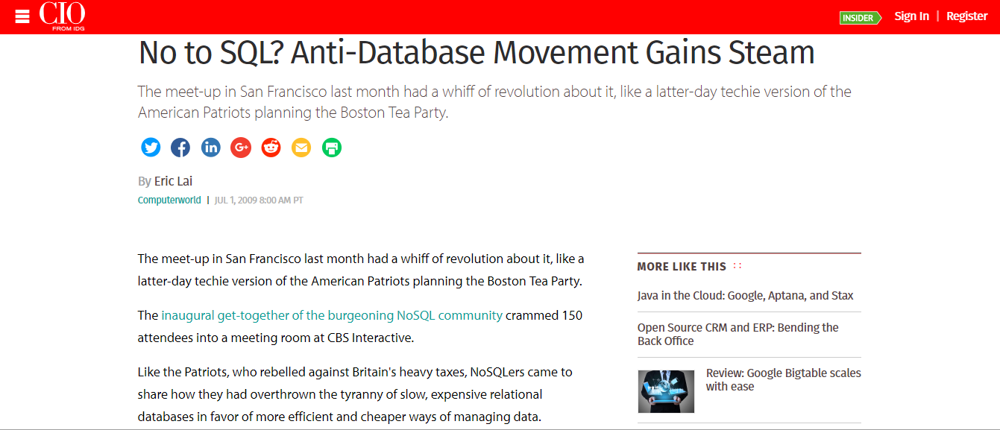 CIO
FROM IDG
INSIDER
Sign In | Register
No to SQL? Anti-Database Movement Gains Steam
The meet-up in San Francisco last month had a whiff of revolution about it, like a latter-day techie version of the
American Patriots planning the Boston Tea Party.
By Eric Lai
Computerworld | JUL 1, 2009 8:00 AM PT
The meet-up in San Francisco last month had a whiff of revolution about it, like a
latter-day techie version of the American Patriots planning the Boston Tea Party.
The inaugural get-together of the burgeoning NoSQL community crammed 150
attendees into a meeting room at CBS Interactive.
Like the Patriots, who rebelled against Britain's heavy taxes, NoSQLers came to
share how they had overthrown the tyranny of slow, expensive relational
databases in favor of more efficient and cheaper ways of managing data.
MORE LIKE THIS
Java in the Cloud: Google, Aptana, and Stax
Open Source CRM and ERP: Bending the
Back Office
Review: Google Bigtable scales
with ease